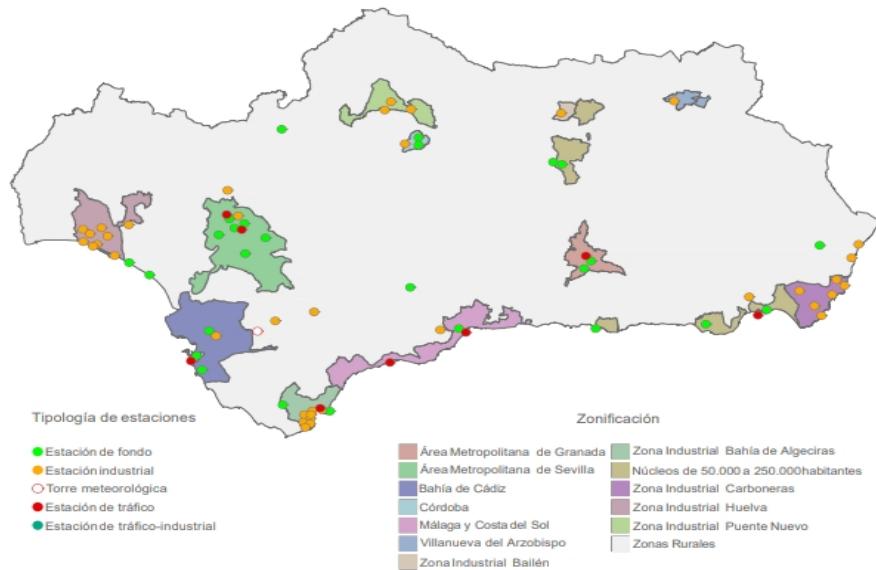 Tipología de estaciones
Estación de fondo
Estación industrial
Torre meteorológica
Estación de tráfico
Estación de tráfico-industrial
Zonificación
Área Metropolitana de Granada
Área Metropolitana de Sevilla
Bahía de Cádiz
Córdoba
Málaga y Costa del Sol
Villanueva del Arzobispo
Zona Industrial Bailén
Zona Industrial Bahía de Algeciras
Núcleos de 50.000 a 250.000 habitantes
Zona Industrial Carboneras
Zona Industrial Huelva
Zona Industrial Puente Nuevo
Zonas Rurales